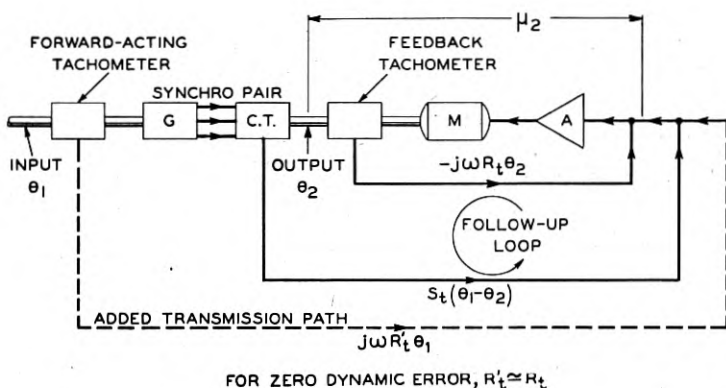 μ2
FORWARD-ACTING
TACHOMETER
FEEDBACK
TACHOMETER
SYNCHRO PAIR
G
C.T.
M
A
INPUT
θ1
OUTPUT
θ2
-jωRtθ2
FOLLOW-UP
LOOP
St(θ1-θ2)
ADDED TRANSMISSION PATH
jωR't θ1
FOR ZERO DYNAMIC ERROR, R't ≃ Rt